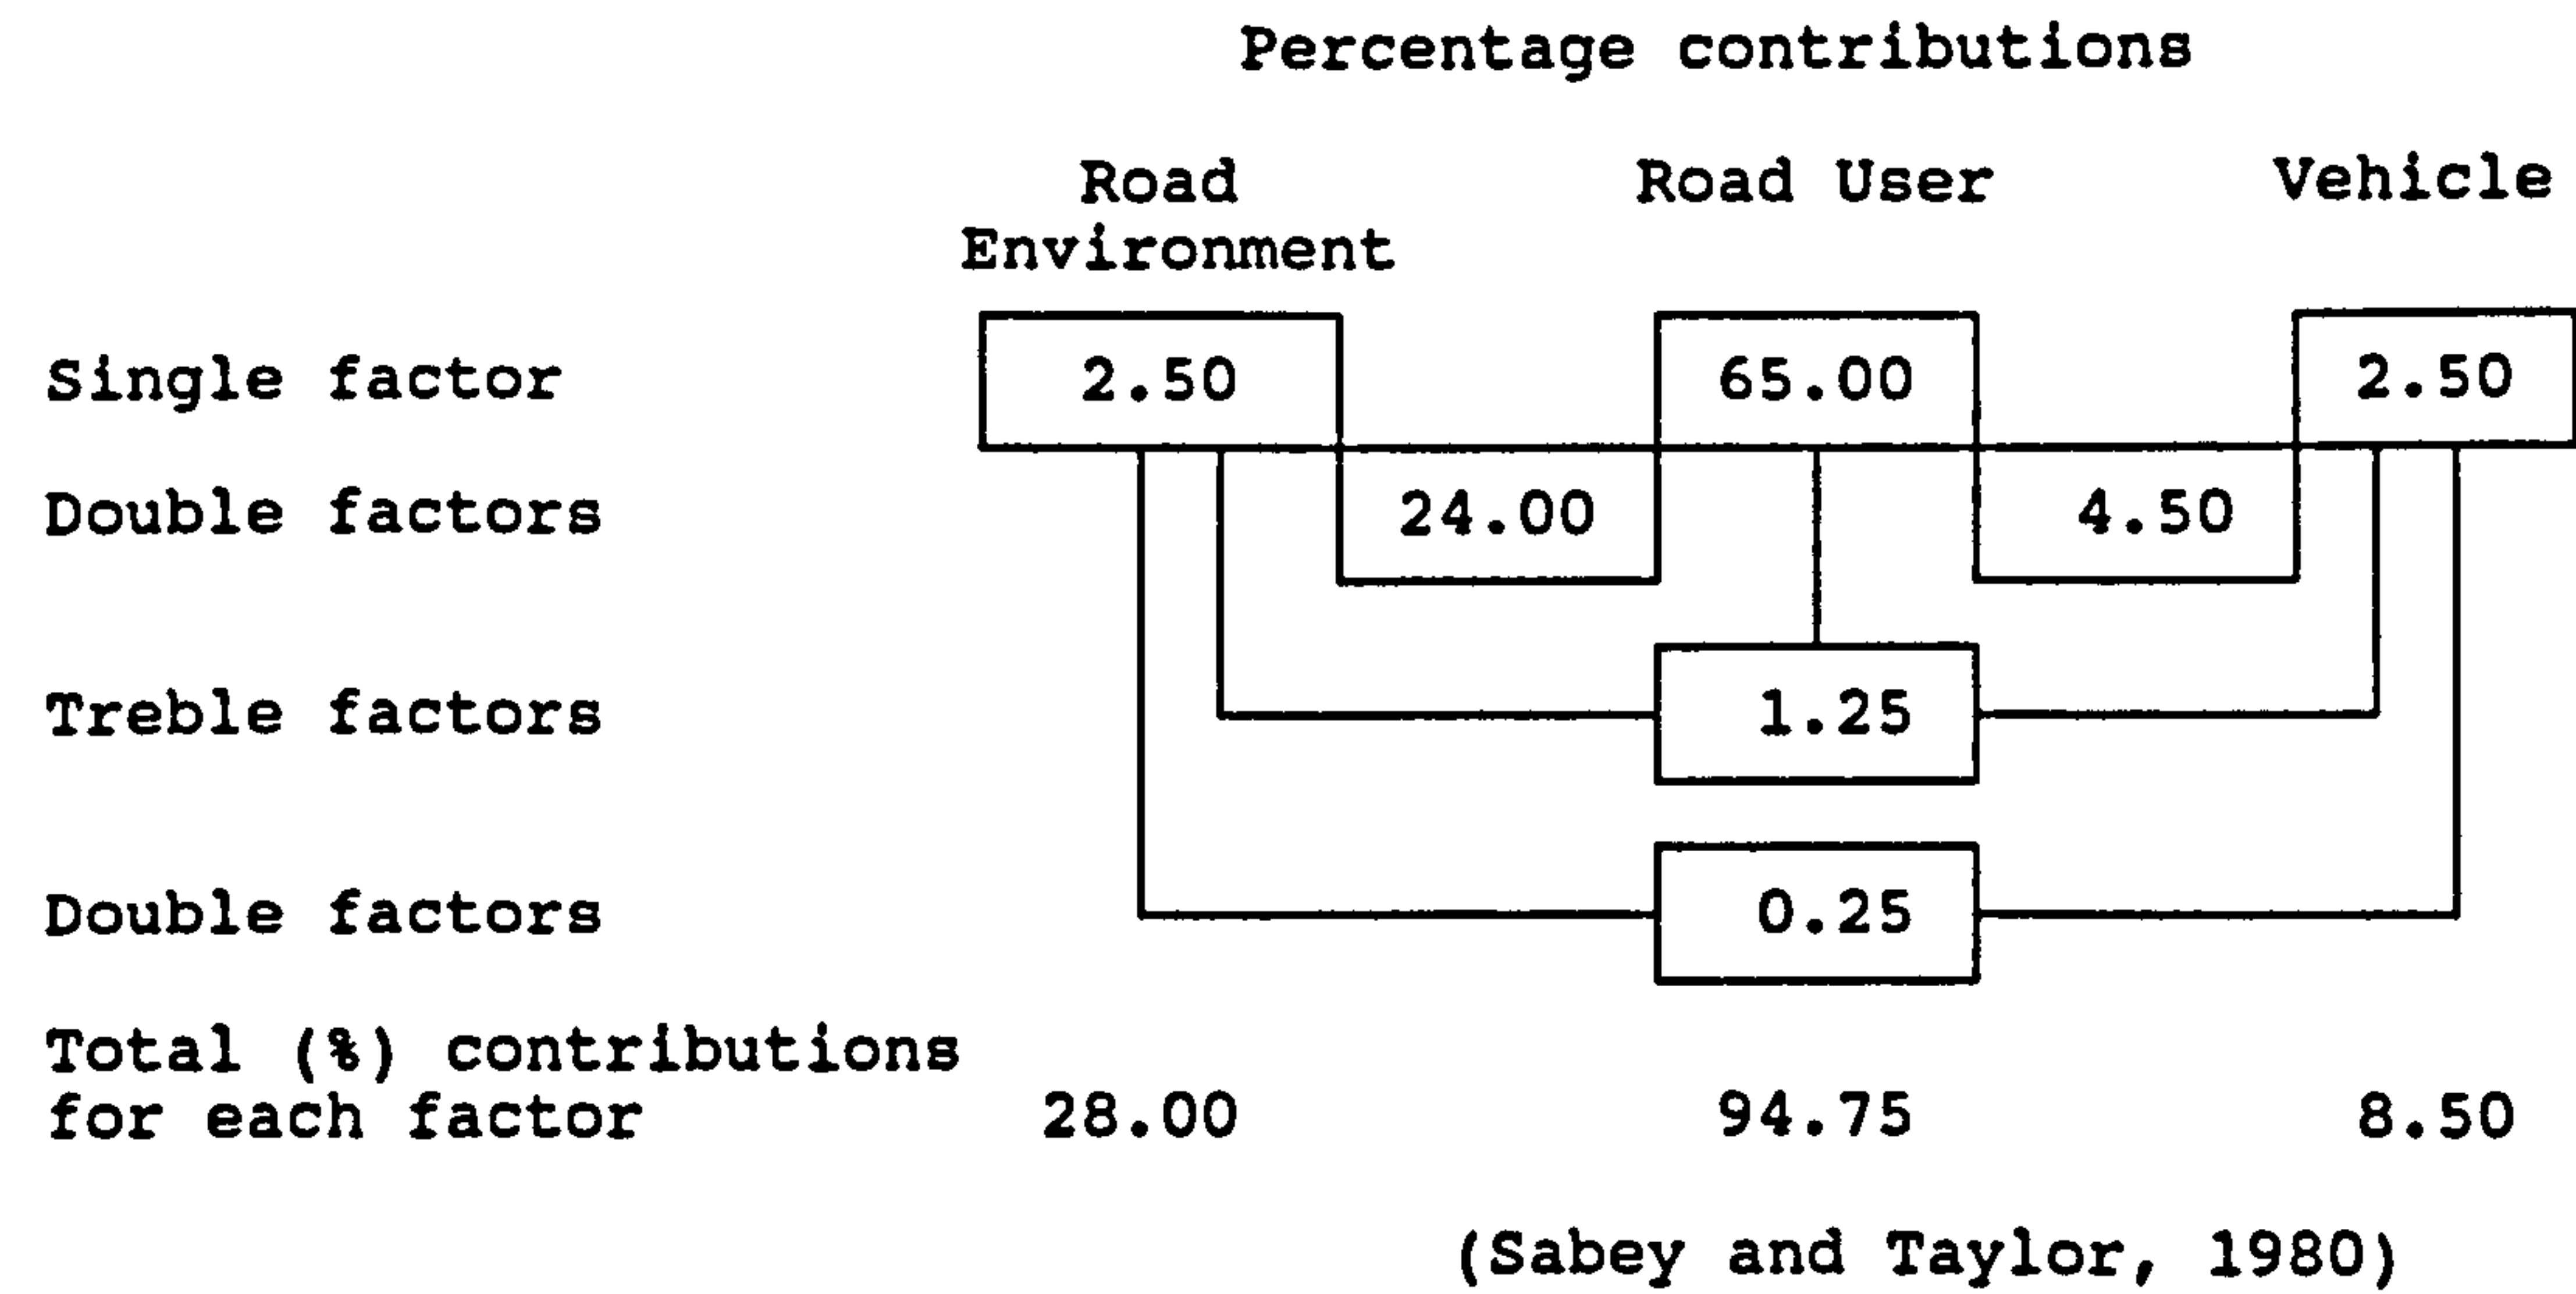 Percentage contributions
Road Road User Vehicle
Environment
Single factor 2.50 65.00 2.50
Double factors 24.00 4.50
Treble factors 1.25
Double factors 0.25
Total (%) contributions
for each factor 28.00 94.75 8.50
(Sabey and Taylor, 1980)